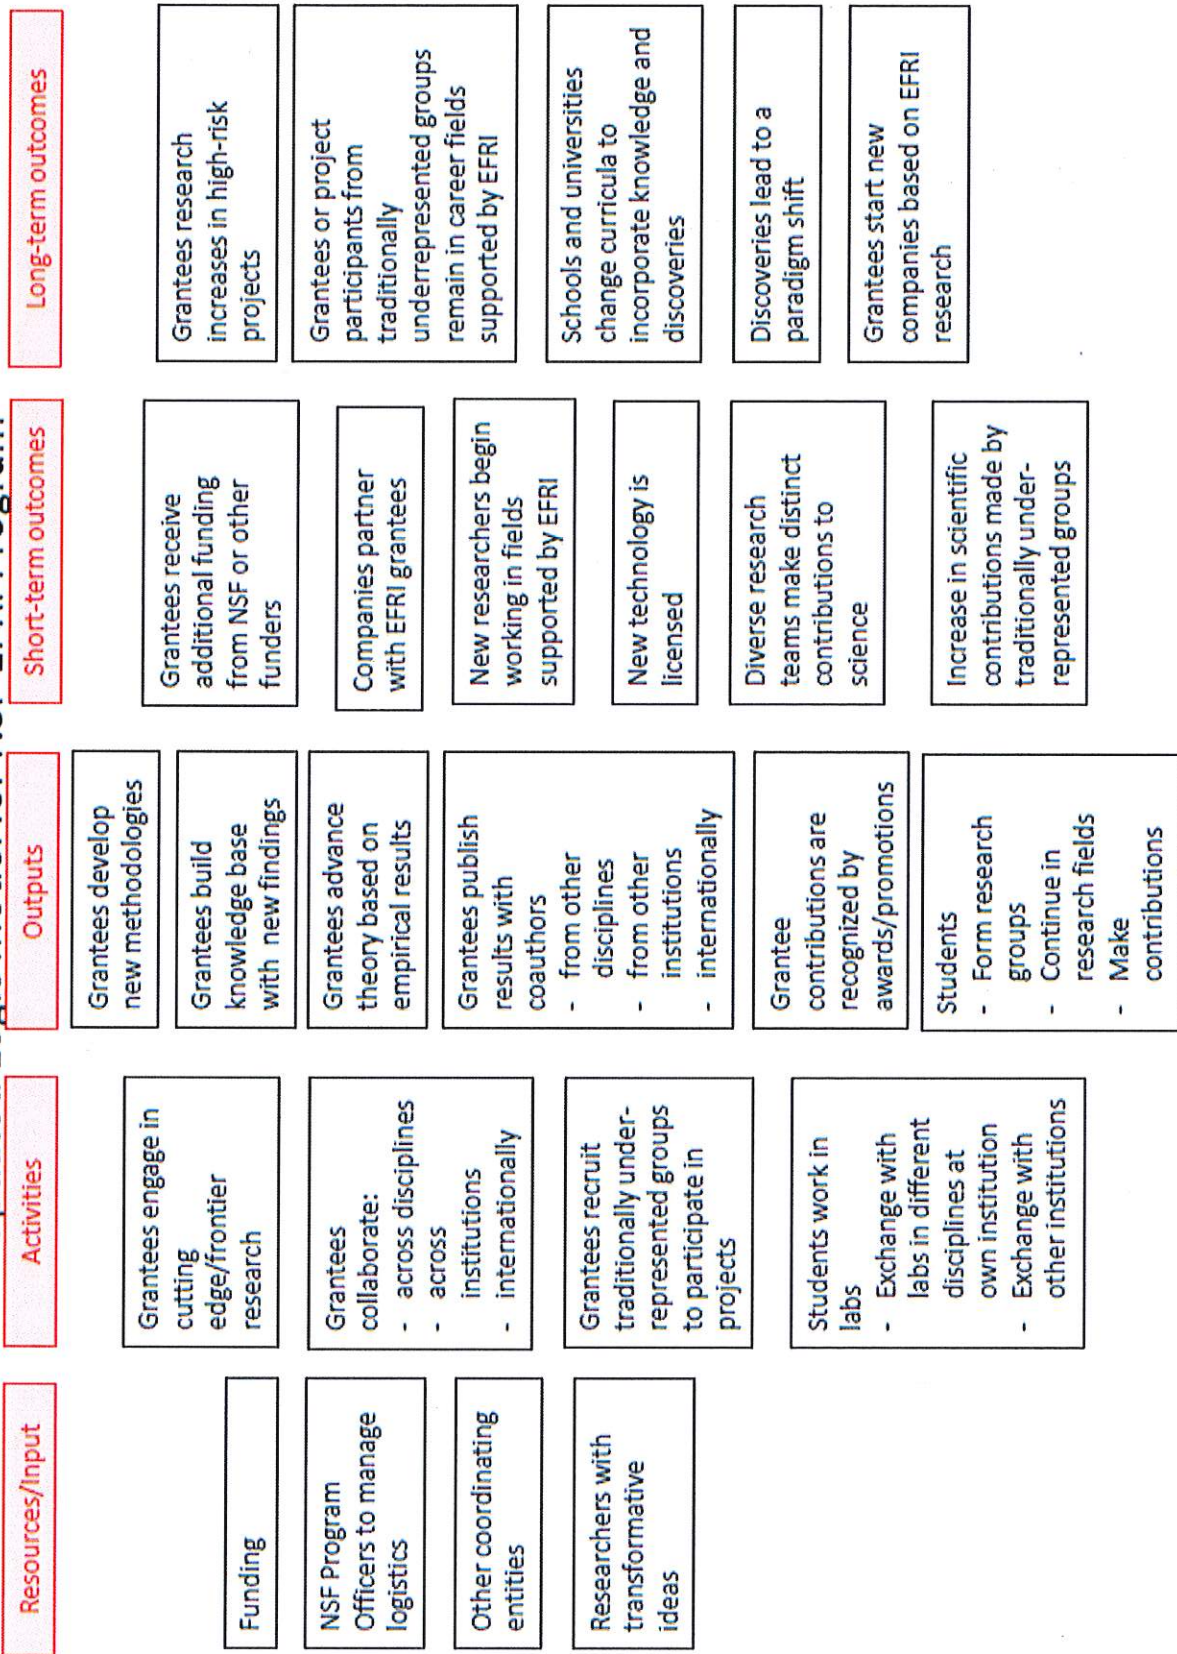 Resources/Input
Funding
NSF Program
Officers to manage
logistics
Other coordinating
entities
Researchers with
transformative
ideas
Activities
Grantees engage in
cutting
edge/frontier
research
Grantees
collaborate:
- across disciplines
- across
institutions
- internationally
Grantees recruit
traditionally under-
represented groups
to participate in
projects
Students work in
labs
- Exchange with
labs in different
disciplines at
own institution
- Exchange with
other institutions
Outputs
Grantees develop
new methodologies
Grantees build
knowledge base
with new findings
Grantees advance
theory based on
empirical results
Grantees publish
results with
coauthors
- from other
disciplines
- from other
institutions
- internationally
Grantee
contributions are
recognized by
awards/promotions
Students
- Form research
groups
- Continue in
research fields
- Make
contributions
Short-term outcomes
Grantees receive
additional funding
from NSF or other
funders
Companies partner
with EFRI grantees
New researchers begin
working in fields
supported by EFRI
New technology is
licensed
Diverse research
teams make distinct
contributions to
science
Increase in scientific
contributions made by
traditionally under-
represented groups
Long-term outcomes
Grantees research
increases in high-risk
projects
Grantees or project
participants from
traditionally
underrepresented groups
remain in career fields
supported by EFRI
Schools and universities
change curricula to
incorporate knowledge and
discoveries
Discoveries lead to a
paradigm shift
Grantees start new
companies based on EFRI
research